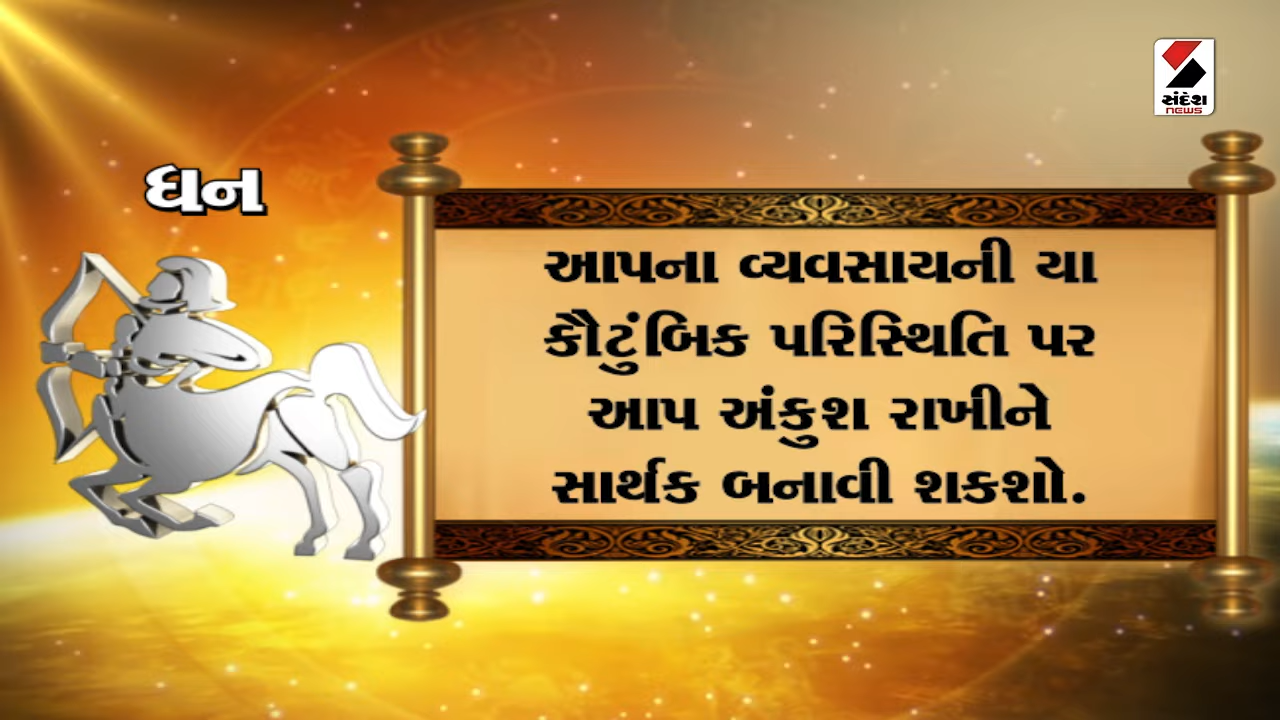 સંદેશ
NEWS
ધન
આપના વ્યવસાયની યા
કૌટુંબિક પરિસ્થિતિ પર
આપ અંકુશ રાખીને
સાર્થક બનાવી શકશો.